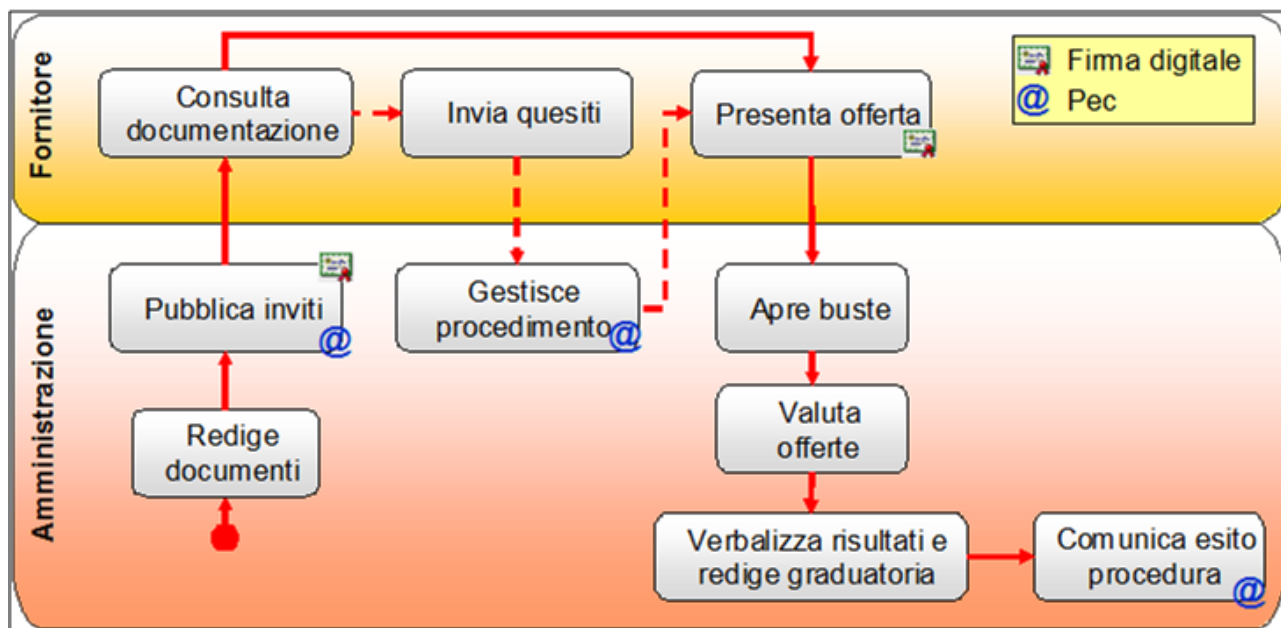 Fornitore
Consulta
documentazione
Invia quesiti
Presenta offerta
Firma digitale
@ Pec
Amministrazione
Pubblica inviti
@
Gestisce
procedimento
@
Apre buste
Redige
documenti
Valuta
offerte
Verbalizza risultati e
redige graduatoria
Comunica esito
procedura
@